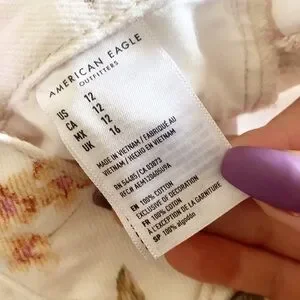 AMERICAN EAGLE
OUTFITTERS
US 12
CA 12
MX 12
UK 16
MADE IN VIETNAM / FABRIQUÉ AU
VIETNAM / HECHO EN VIETNAM
RN 54485 / CA 03873
EN 100% COTTON
EXCLUSIVE OF DECORATION
FR 100% COTON
À L'EXCEPTION DE LA GARNITURE
SP 100% algodón